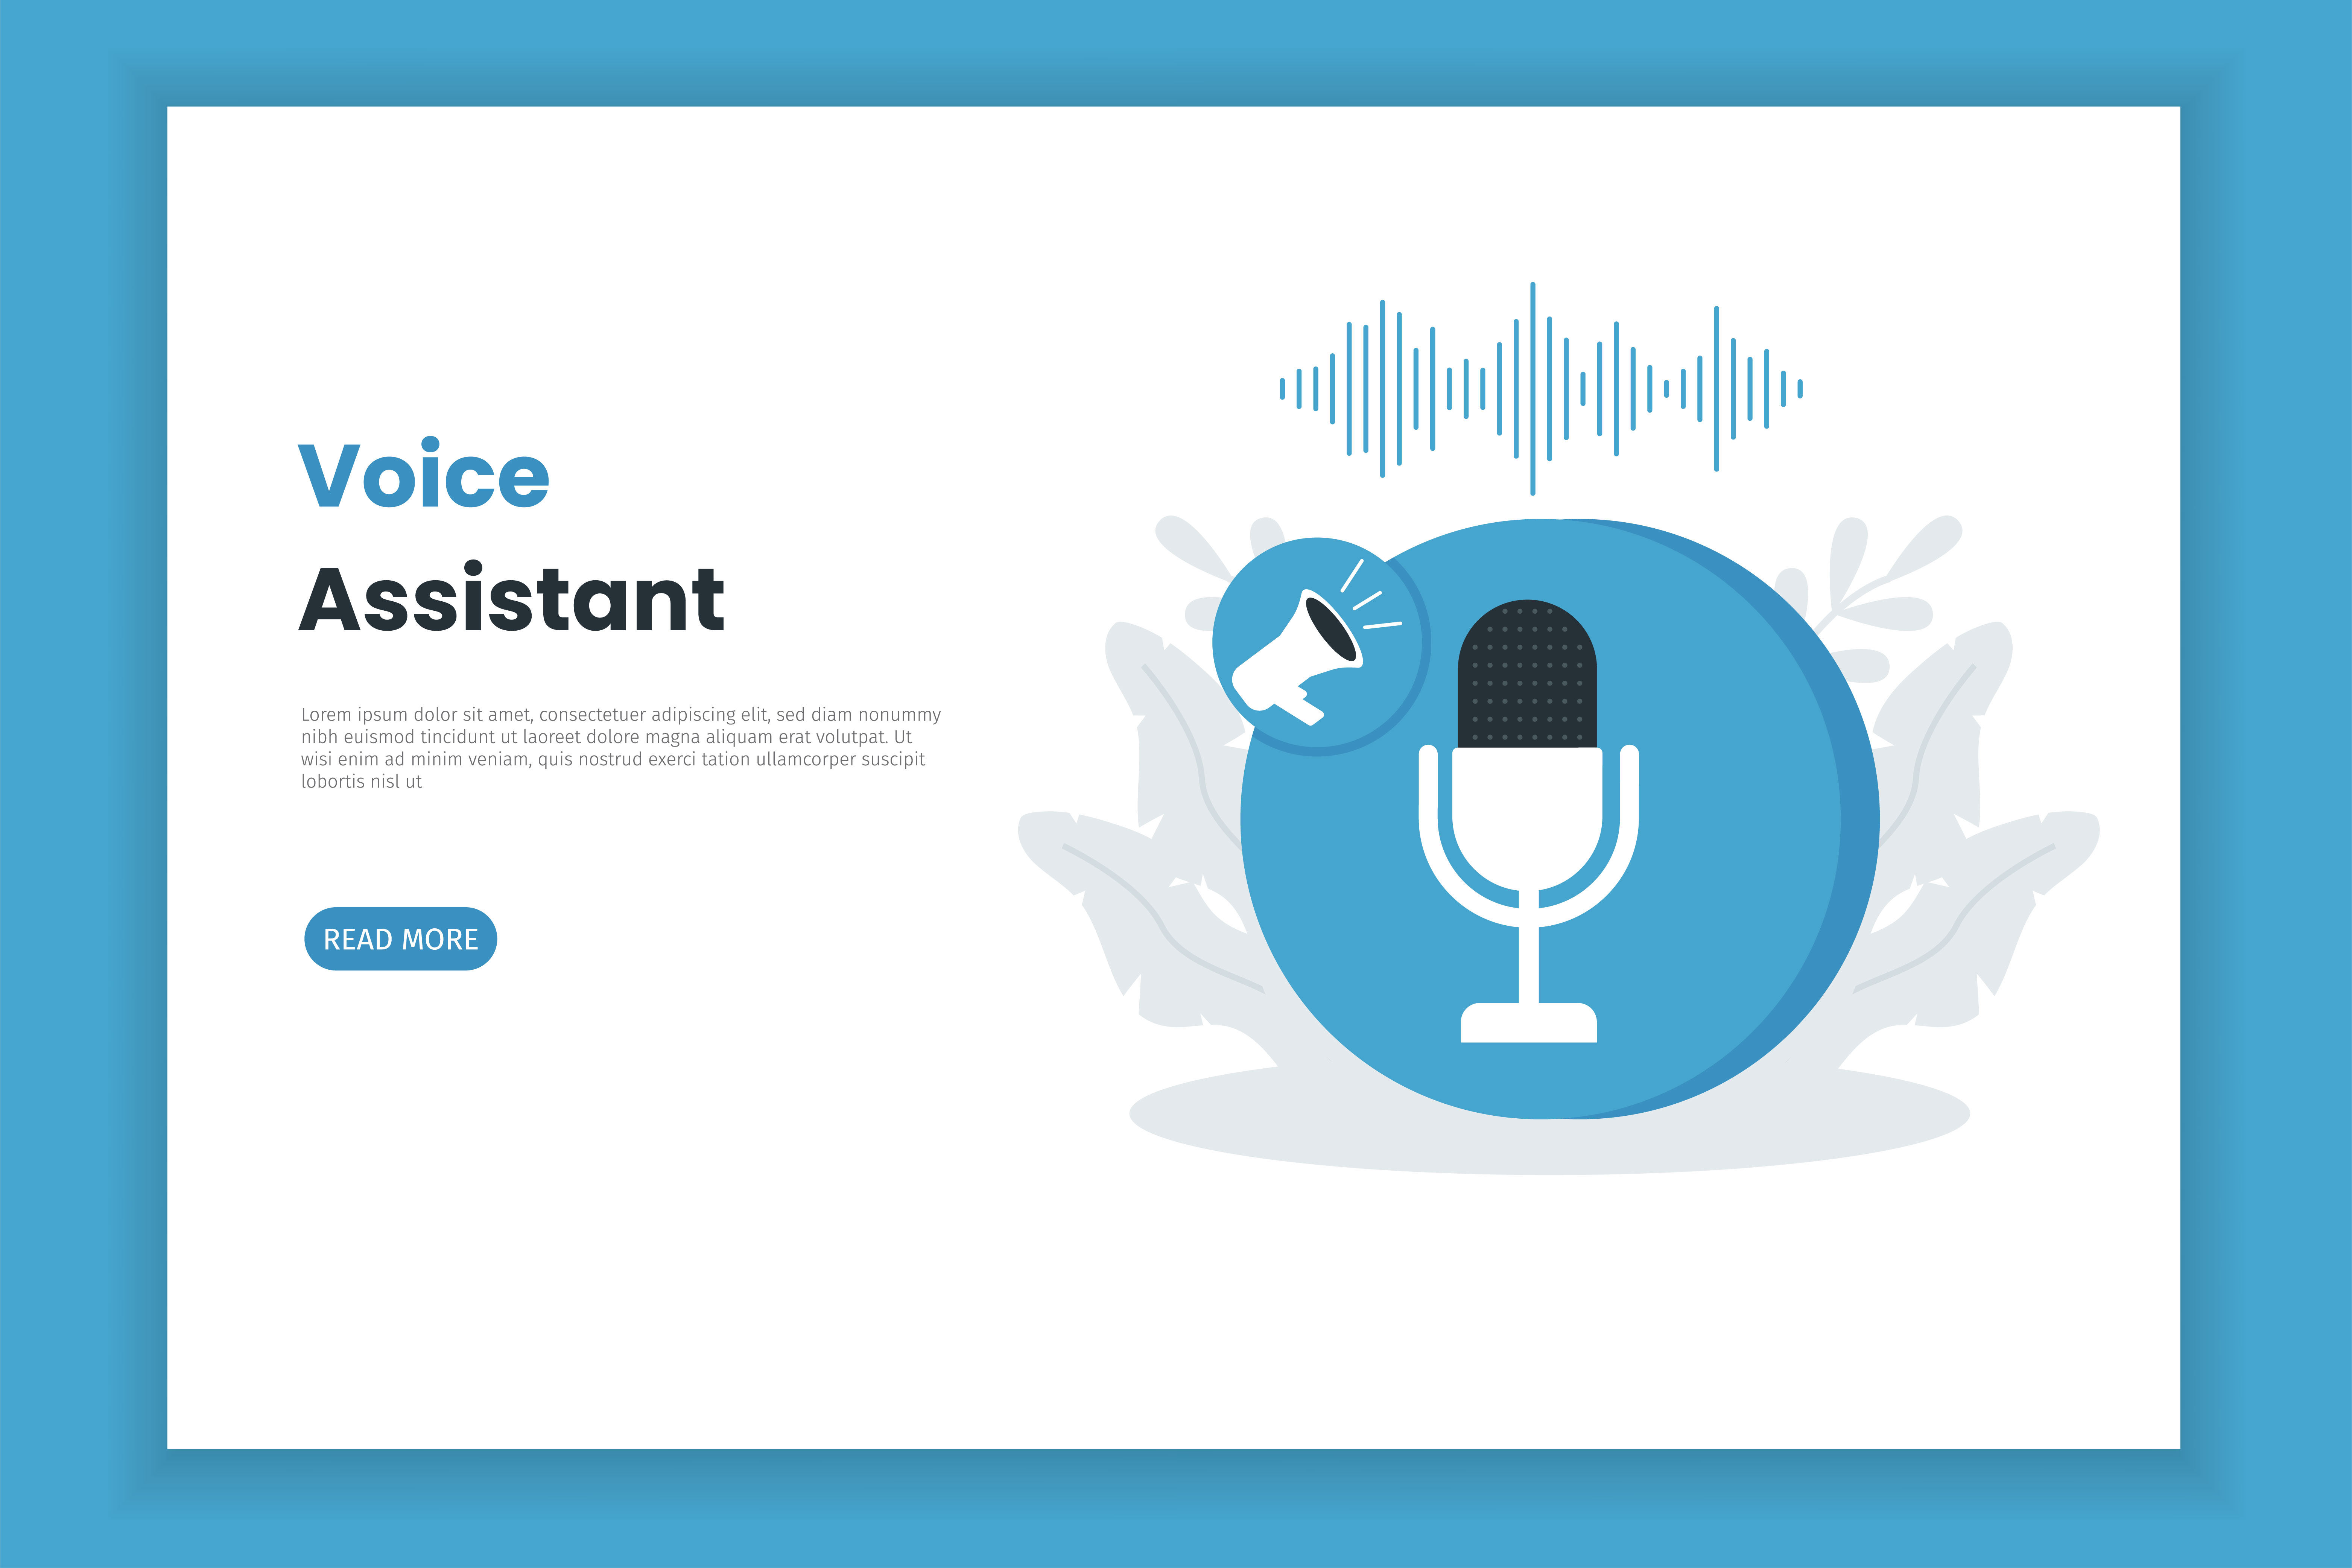 Voice
Assistant
Lorem ipsum dolor sit amet, consectetuer adipiscing elit, sed diam nonummy
nibh euismod tincidunt ut laoreet dolore magna aliquam erat volutpat. Ut
wisi enim ad minim veniam, quis nostrud exerci tation ullamcorper suscipit
lobortis nisl ut
READ MORE